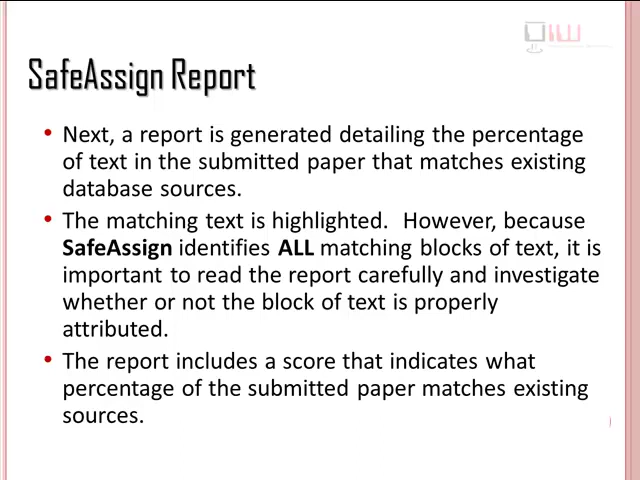 SafeAssign Report
• Next, a report is generated detailing the percentage
of text in the submitted paper that matches existing
database sources.
• The matching text is highlighted.  However, because
SafeAssign identifies ALL matching blocks of text, it is
important to read the report carefully and investigate
whether or not the block of text is properly
attributed.
• The report includes a score that indicates what
percentage of the submitted paper matches existing
sources.